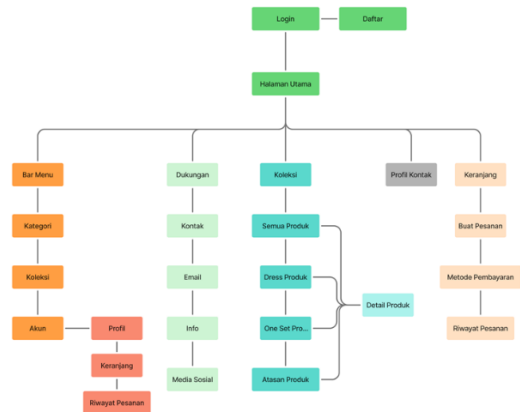 Login
Daftar
Halaman Utama
Bar Menu
Dukungan
Koleksi
Profil Kontak
Keranjang
Kategori
Kontak
Semua Produk
Buat Pesanan
Koleksi
Email
Dress Produk
Metode Pembayaran
Detail Produk
Akun
Profil
Info
One Set Pro...
Riwayat Pesanan
Keranjang
Media Sosial
Atasan Produk
Riwayat Pesanan